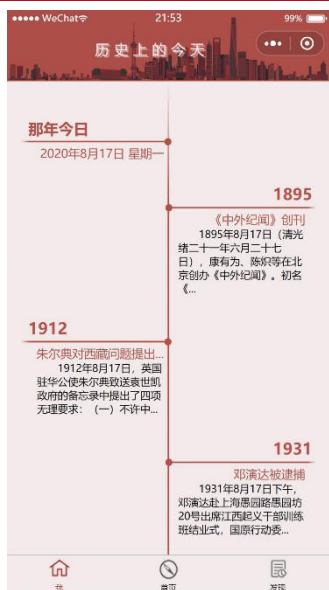 ●●●●● WeChat
21:53
99%
历史上的今天
那年今日
2020年8月17日 星期一
1895
《中外纪闻》创刊
1895年8月17日（清光
绪二十一年六月二十七
日），康有为、陈炽等在北
京创办《中外纪闻》。初名
《...
1912
朱尔典对西藏问题提出...
1912年8月17日，英国
驻华公使朱尔典致送袁世凯
政府的备忘录中提出了四项
无理要求：（一）不许中...
1931
邓演达被逮捕
1931年8月17日下午，
邓演达赴上海愚园路愚园坊
20号出席江西起义干部训练
班结业式，国原行动委...
我
首页
发现